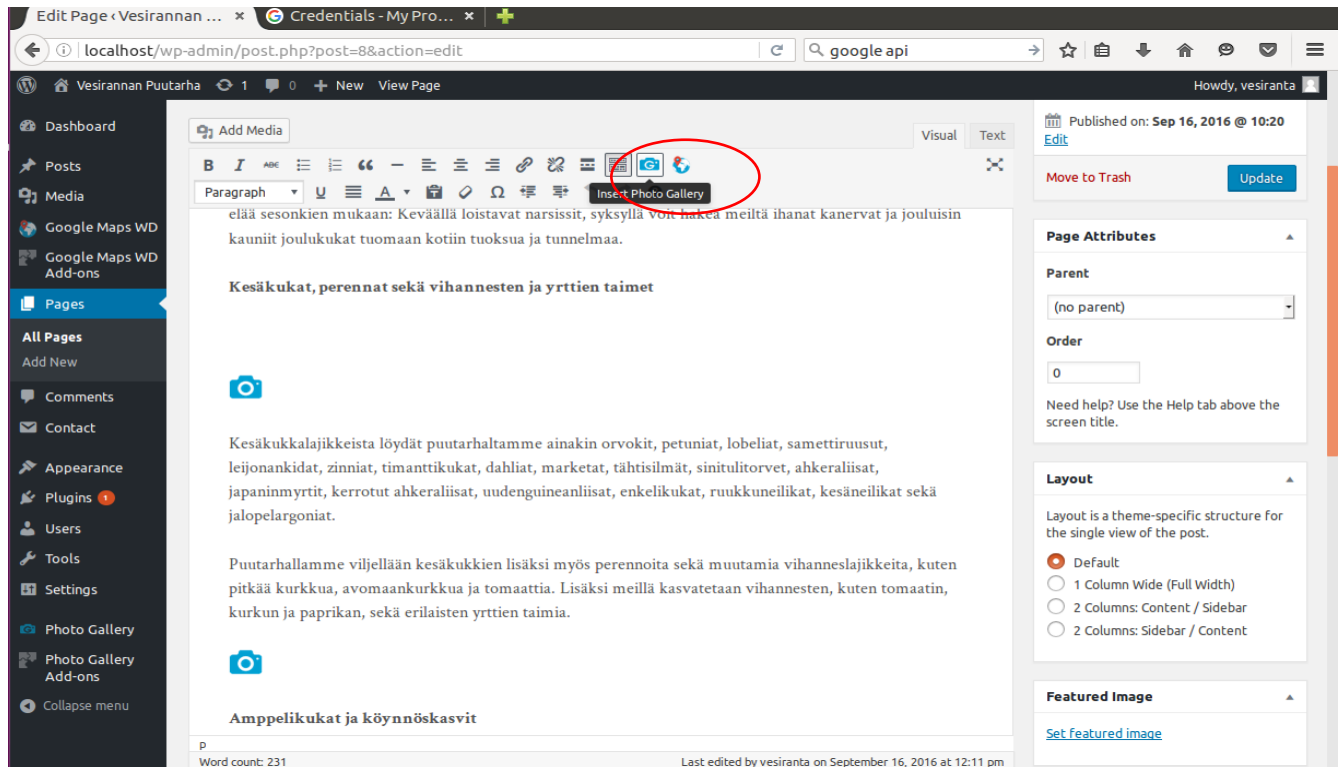 Edit Page ‹ Vesirannan ... ×
Credentials - My Pro... ×
localhost/wp-admin/post.php?post=8&action=edit
google api
Vesirannan Puutarha 1 0 + New View Page
Howdy, vesiranta
Dashboard
Posts
Media
Google Maps WD
Google Maps WD
Add-ons
Pages
All Pages
Add New
Comments
Contact
Appearance
Plugins 1
Users
Tools
Settings
Photo Gallery
Photo Gallery
Add-ons
Collapse menu
Add Media
Visual Text
B I ABC
Paragraph U A Ω
Insert Photo Gallery
elää sesonkien mukaan: Keväällä loistavat narsissit, syksyllä voit hakea meiltä ihanat kanervat ja jouluisin
kauniit joulukukat tuomaan kotiin tuoksua ja tunnelmaa.
Kesäkukat, perennat sekä vihannesten ja yrttien taimet
Kesäkukkalajikkeista löydät puutarhaltamme ainakin orvokit, petuniat, lobeliat, samettiruusut,
leijonankidat, zinniat, timanttikukat, dahliat, marketat, tähtisilmät, sinitulitorvet, ahkeraliisat,
japaninmyrtit, kerrotut ahkeraliisat, uudenguineanliisat, enkelikukat, ruukkuneilikat, kesäneilikat sekä
jalopelargoniat.
Puutarhallamme viljellään kesäkukkien lisäksi myös perennoita sekä muutamia vihanneslajikkeita, kuten
pitkää kurkkua, avomaankurkkua ja tomaattia. Lisäksi meillä kasvatetaan vihannesten, kuten tomaatin,
kurkun ja paprikan, sekä erilaisten yrttien taimia.
Amppelikukat ja köynnöskasvit
p
Word count: 231
Last edited by vesiranta on September 16, 2016 at 12:11 pm
Published on: Sep 16, 2016 @ 10:20
Edit
Move to Trash
Update
Page Attributes
Parent
(no parent)
Order
0
Need help? Use the Help tab above the
screen title.
Layout
Layout is a theme-specific structure for
the single view of the post.
Default
1 Column Wide (Full Width)
2 Columns: Content / Sidebar
2 Columns: Sidebar / Content
Featured Image
Set featured image